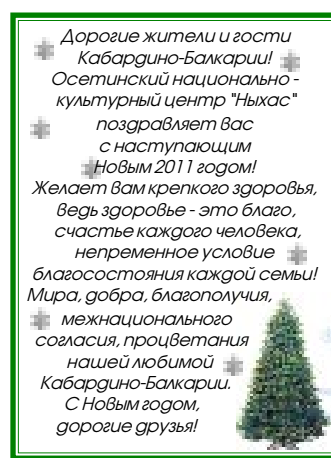 Дорогие жители и гости
Кабардино-Балкарии!
Осетинский национально -
культурный центр "Ныхас"
поздравляет вас
с наступающим
Новым 2011 годом!
Желает вам крепкого здоровья,
ведь здоровье - это благо,
счастье каждого человека,
непременное условие
благосостояния каждой семьи!
Мира, добра, благополучия,
межнационального
согласия, процветания
нашей любимой
Кабардино-Балкарии.
С Новым годом,
дорогие друзья!